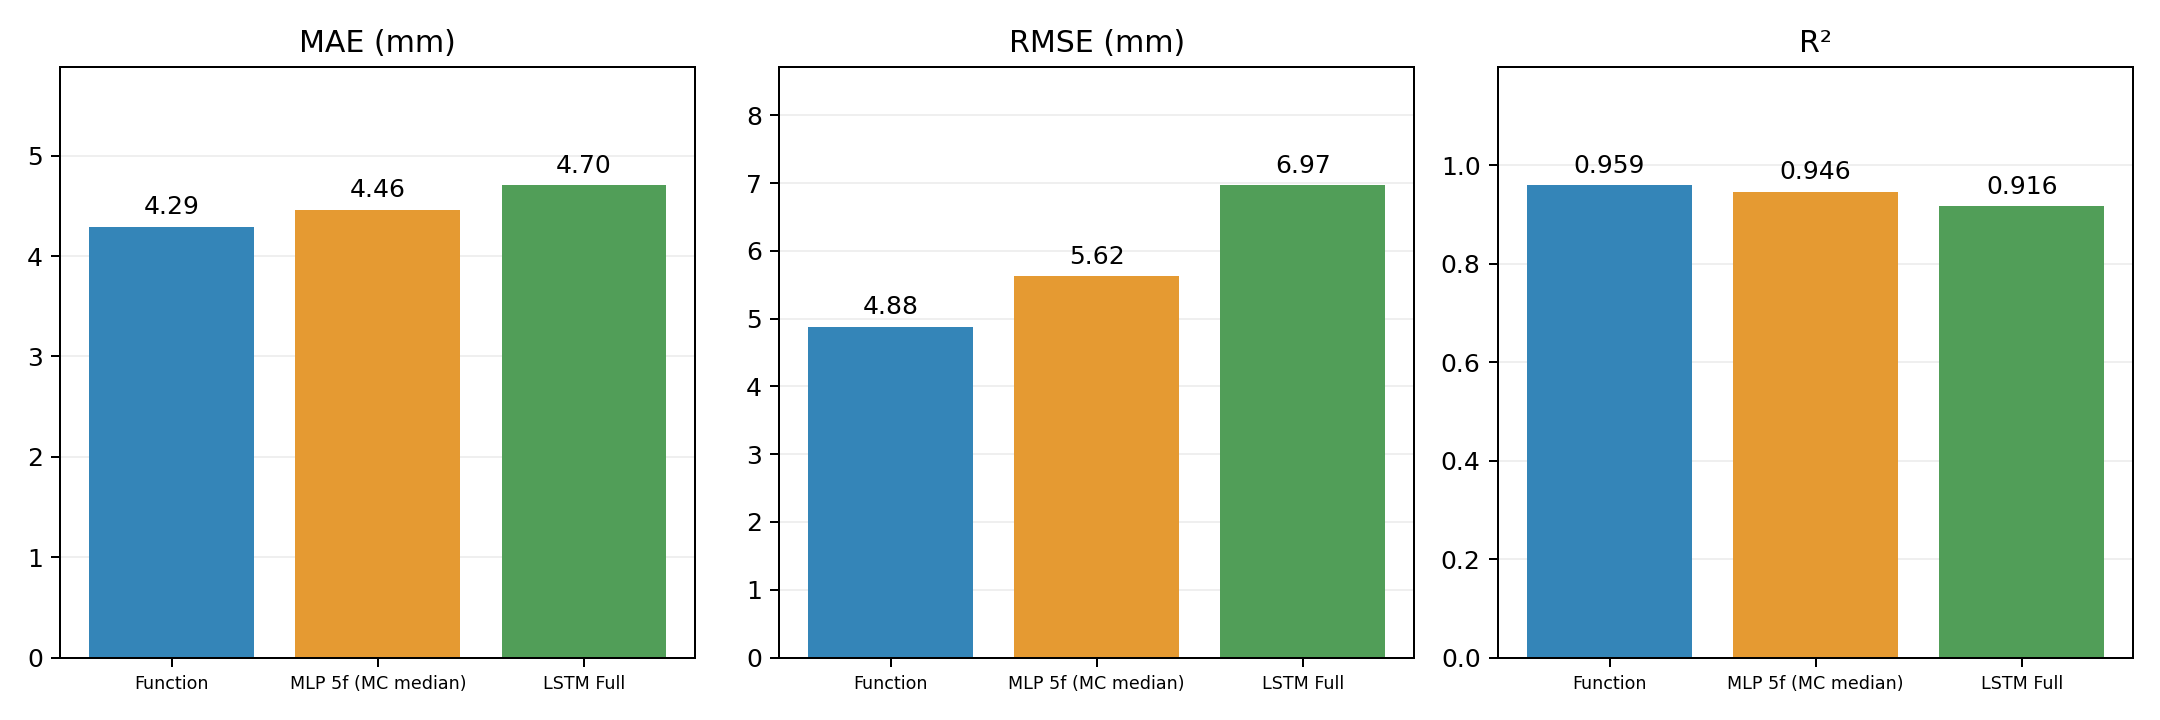 MAE (mm)
5
4
3
2
1
0
4.29
4.46
4.70
Function
MLP 5f (MC median)
LSTM Full
RMSE (mm)
8
7
6
5
4
3
2
1
0
4.88
5.62
6.97
Function
MLP 5f (MC median)
LSTM Full
R²
1.0
0.8
0.6
0.4
0.2
0.0
0.959
0.946
0.916
Function
MLP 5f (MC median)
LSTM Full